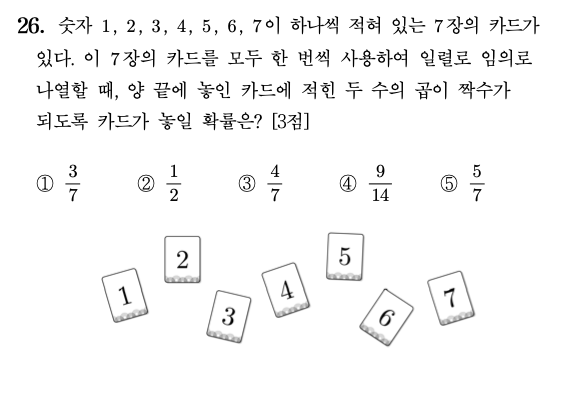 26. 숫자 1, 2, 3, 4, 5, 6, 7이 하나씩 적혀 있는 7장의 카드가
있다. 이 7장의 카드를 모두 한 번씩 사용하여 일렬로 임의로
나열할 때, 양 끝에 놓인 카드에 적힌 두 수의 곱이 짝수가
되도록 카드가 놓일 확률은? [3점]
① 3/7 ② 1/2 ③ 4/7 ④ 9/14 ⑤ 5/7
1 2 3 4 5 6 7